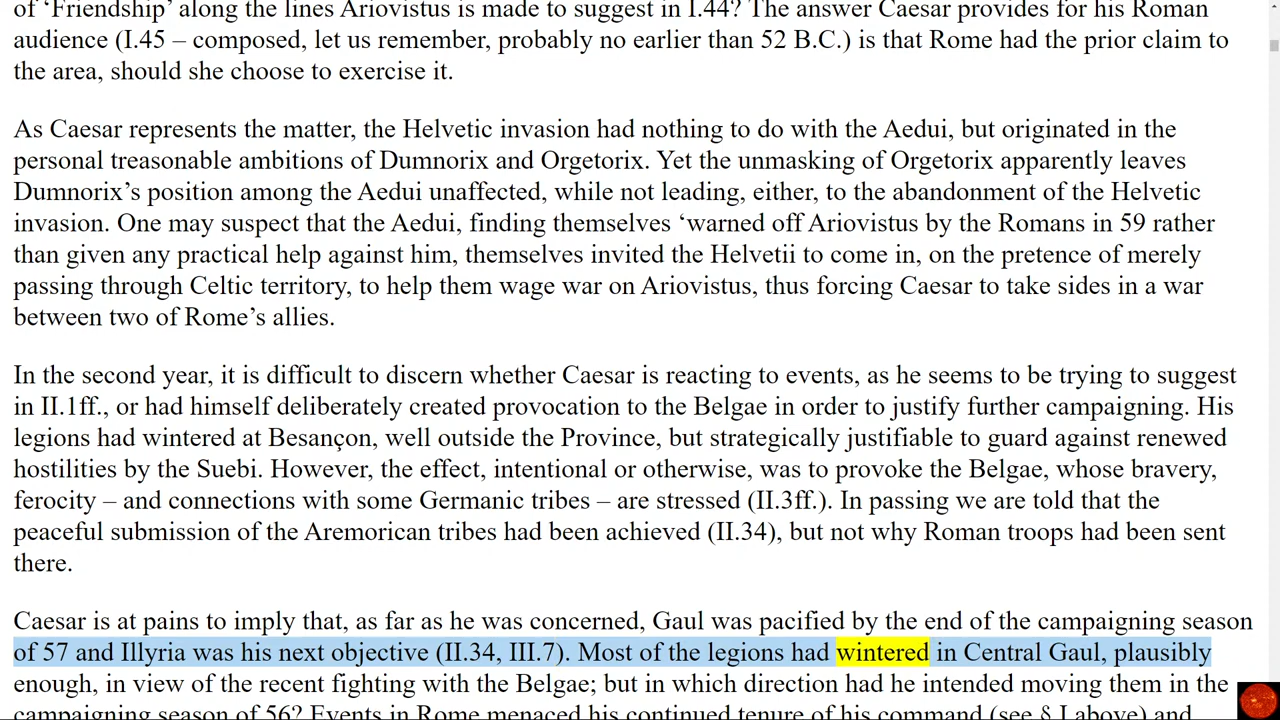 of ‘Friendship’ along the lines Ariovistus is made to suggest in I.44? The answer Caesar provides for his Roman
audience (I.45 – composed, let us remember, probably no earlier than 52 B.C.) is that Rome had the prior claim to
the area, should she choose to exercise it.
As Caesar represents the matter, the Helvetic invasion had nothing to do with the Aedui, but originated in the
personal treasonable ambitions of Dumnorix and Orgetorix. Yet the unmasking of Orgetorix apparently leaves
Dumnorix’s position among the Aedui unaffected, while not leading, either, to the abandonment of the Helvetic
invasion. One may suspect that the Aedui, finding themselves ‘warned off Ariovistus by the Romans in 59 rather
than given any practical help against him, themselves invited the Helvetii to come in, on the pretence of merely
passing through Celtic territory, to help them wage war on Ariovistus, thus forcing Caesar to take sides in a war
between two of Rome’s allies.
In the second year, it is difficult to discern whether Caesar is reacting to events, as he seems to be trying to suggest
in II.1ff., or had himself deliberately created provocation to the Belgae in order to justify further campaigning. His
legions had wintered at Besançon, well outside the Province, but strategically justifiable to guard against renewed
hostilities by the Suebi. However, the effect, intentional or otherwise, was to provoke the Belgae, whose bravery,
ferocity – and connections with some Germanic tribes – are stressed (II.3ff.). In passing we are told that the
peaceful submission of the Aremorican tribes had been achieved (II.34), but not why Roman troops had been sent
there.
Caesar is at pains to imply that, as far as he was concerned, Gaul was pacified by the end of the campaigning season
of 57 and Illyria was his next objective (II.34, III.7). Most of the legions had wintered in Central Gaul, plausibly
enough, in view of the recent fighting with the Belgae; but in which direction had he intended moving them in the
campaigning season of 56? Events in Rome menaced his continued tenure of his command (see § I above) and